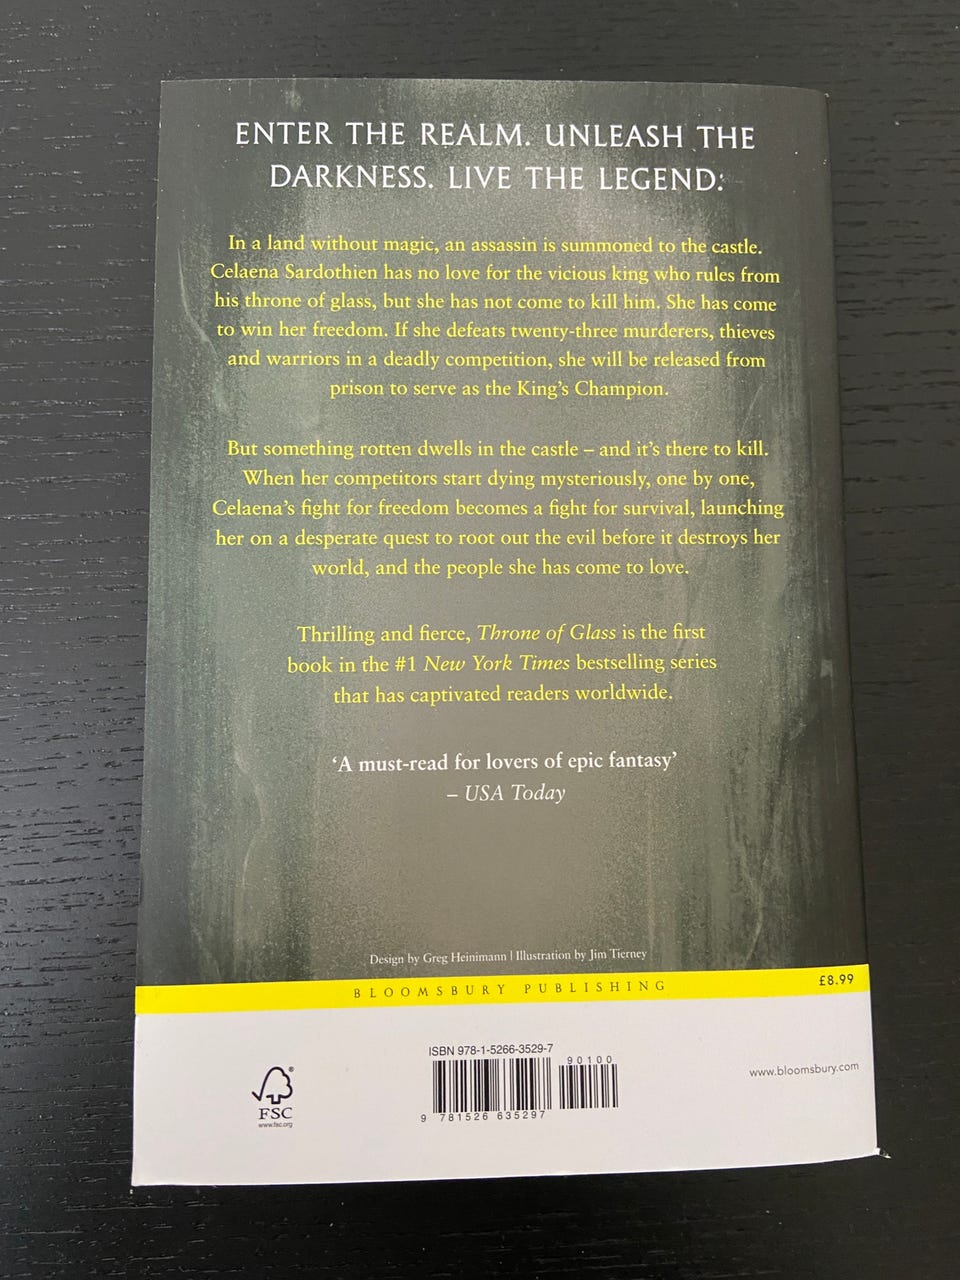 ENTER THE REALM. UNLEASH THE
DARKNESS. LIVE THE LEGEND.
In a land without magic, an assassin is summoned to the castle.
Celaena Sardothien has no love for the vicious king who rules from
his throne of glass, but she has not come to kill him. She has come
to win her freedom. If she defeats twenty-three murderers, thieves
and warriors in a deadly competition, she will be released from
prison to serve as the King's Champion.
But something rotten dwells in the castle – and it's there to kill.
When her competitors start dying mysteriously, one by one,
Celaena's fight for freedom becomes a fight for survival, launching
her on a desperate quest to root out the evil before it destroys her
world, and the people she has come to love.
Thrilling and fierce, Throne of Glass is the first
book in the #1 New York Times bestselling series
that has captivated readers worldwide.
‘A must-read for lovers of epic fantasy’
– USA Today
Design by Greg Heinimann | Illustration by Jim Tierney
BLOOMSBURY PUBLISHING
£8.99
ISBN 978-1-5266-3529-7
90100
9 781526 635297
www.bloomsbury.com
®
FSC
www.fsc.org